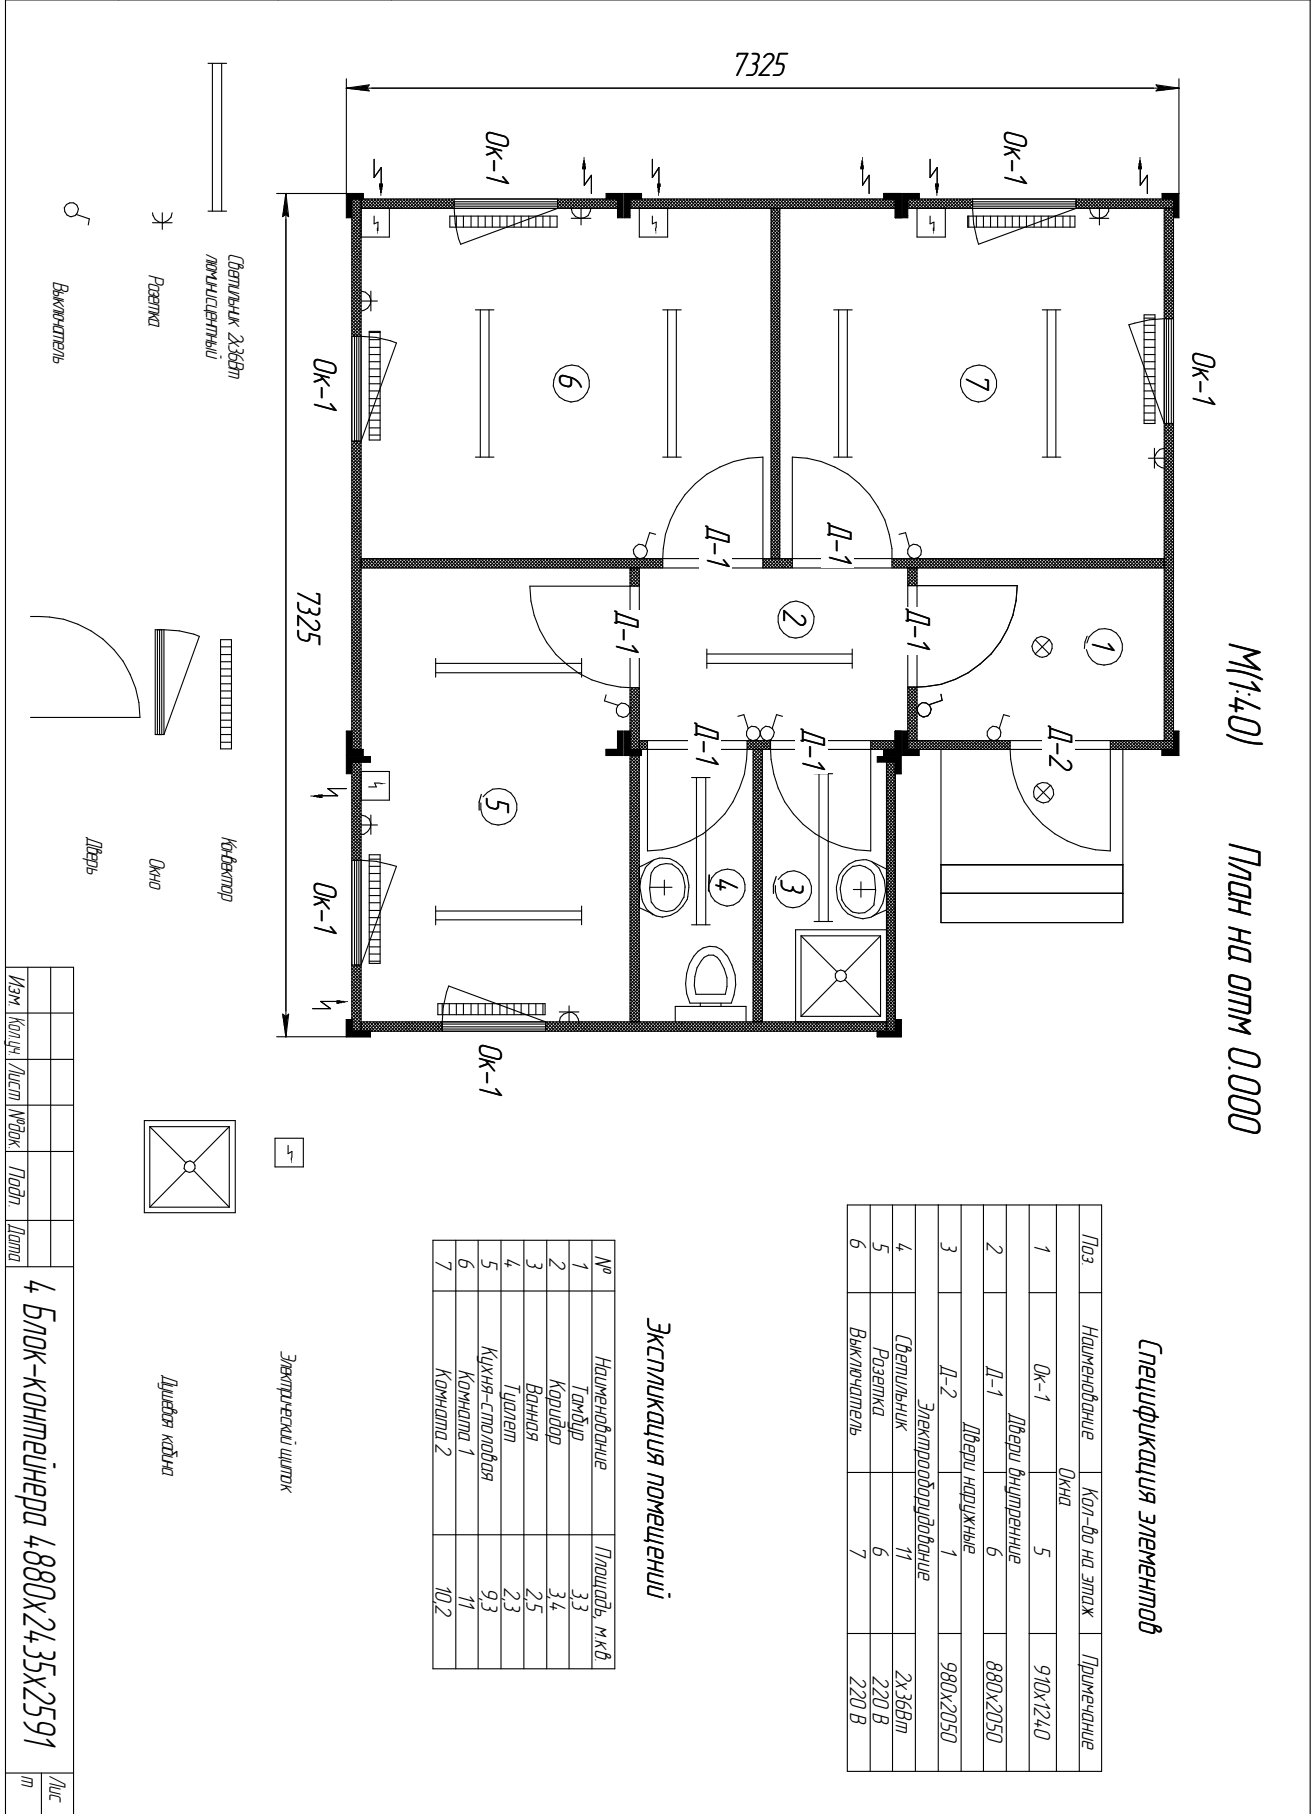 М(1:40)
План на отм 0.000
7325
Ок-1
Ок-1
Ок-1
7
6
Ок-1
Д-1
Д-1
1
2
Д-1
Д-1
Д-2
Д-1
Д-1
5
4
3
Ок-1
Ок-1
7325
Спецификация элементов
Поз. Наименование Кол-во на этаж Примечание
Окна
1 Ок-1 5 910х1240
Двери внутренние
2 Д-1 6 880х2050
Двери наружные
3 Д-2 1 980х2050
Электрооборудование
4 Светильник 11 2х36Вт
5 Розетка 6 220 В
6 Выключатель 7 220 В
Экспликация помещений
№ Наименование Площадь, м.кв.
1 Тамбур 3,3
2 Коридор 3,4
3 Ванная 2,5
4 Туалет 2,3
5 Кухня-столовая 9,3
6 Комната 1 11
7 Комната 2 10,2
Светильник 2х36Вт
люминисцентный
Розетка
Выключатель
Конвектор
Окно
Дверь
Электрический щиток
Душевая кабина
Изм. Кол.уч. Лист №док. Подп. Дата
4 Блок-контейнера 4880х2435х2591
Лис
т